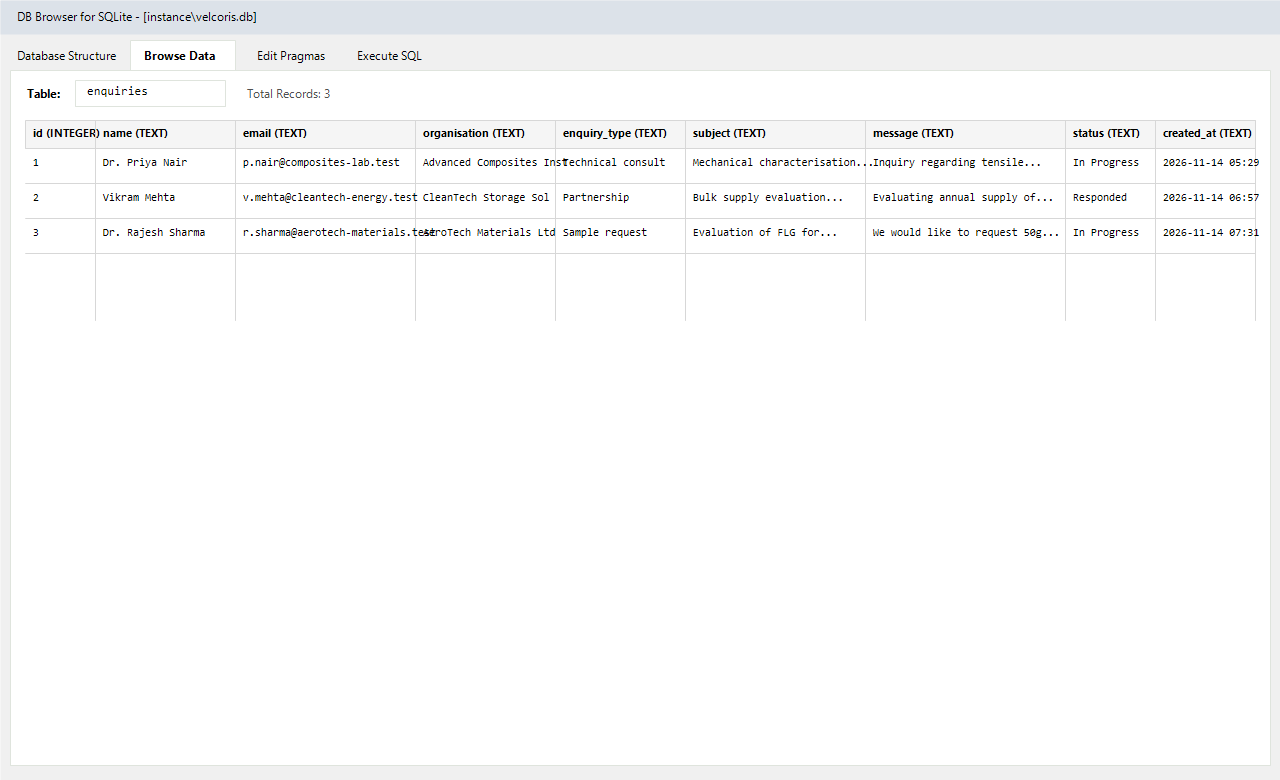 DB Browser for SQLite - [instance\velcoris.db]
Database Structure Browse Data Edit Pragmas Execute SQL
Table: enquiries Total Records: 3
id (INTEGER) name (TEXT) email (TEXT) organisation (TEXT) enquiry_type (TEXT) subject (TEXT) message (TEXT) status (TEXT) created_at (TEXT)
1 Dr. Priya Nair p.nair@composites-lab.test Advanced Composites Inst Technical consult Mechanical characterisation... Inquiry regarding tensile... In Progress 2026-11-14 05:29
2 Vikram Mehta v.mehta@cleantech-energy.test CleanTech Storage Sol Partnership Bulk supply evaluation... Evaluating annual supply of... Responded 2026-11-14 06:57
3 Dr. Rajesh Sharma r.sharma@aerotech-materials.test AeroTech Materials Ltd Sample request Evaluation of FLG for... We would like to request 50g... In Progress 2026-11-14 07:31